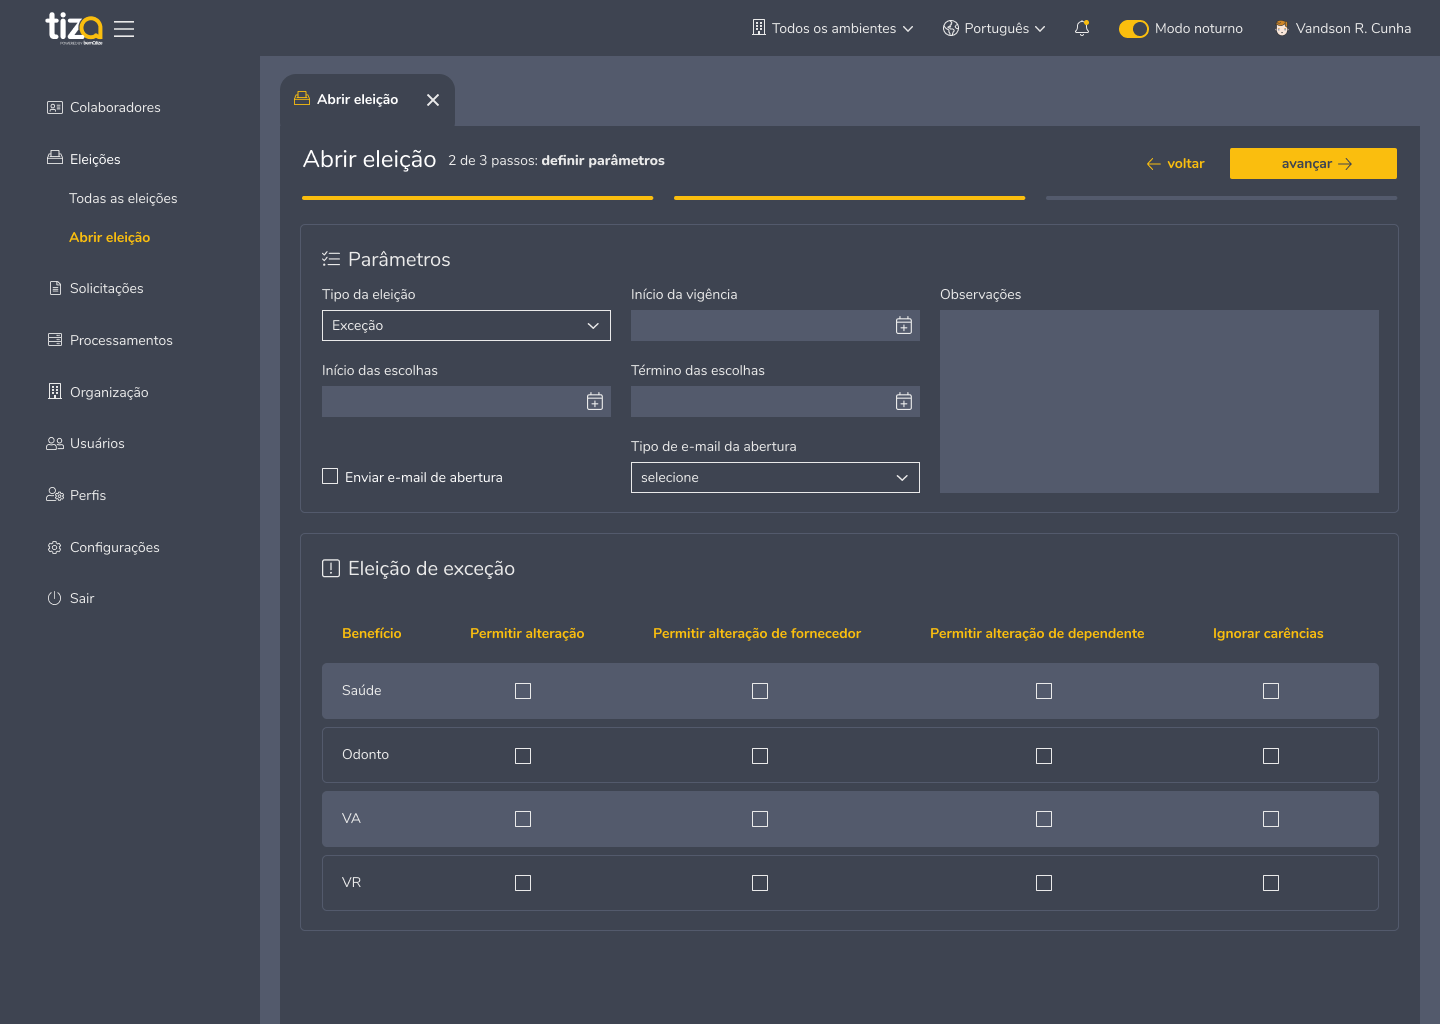 tiza
Todos os ambientes
Português
Modo noturno
Vandson R. Cunha
Colaboradores
Eleições
Todas as eleições
Abrir eleição
Solicitações
Processamentos
Organização
Usuários
Perfis
Configurações
Sair
Abrir eleição
Abrir eleição 2 de 3 passos: definir parâmetros
voltar
avançar
Parâmetros
Tipo da eleição
Exceção
Início da vigência
Observações
Início das escolhas
Término das escolhas
Enviar e-mail de abertura
Tipo de e-mail da abertura
selecione
Eleição de exceção
Benefício Permitir alteração Permitir alteração de fornecedor Permitir alteração de dependente Ignorar carências
Saúde
Odonto
VA
VR